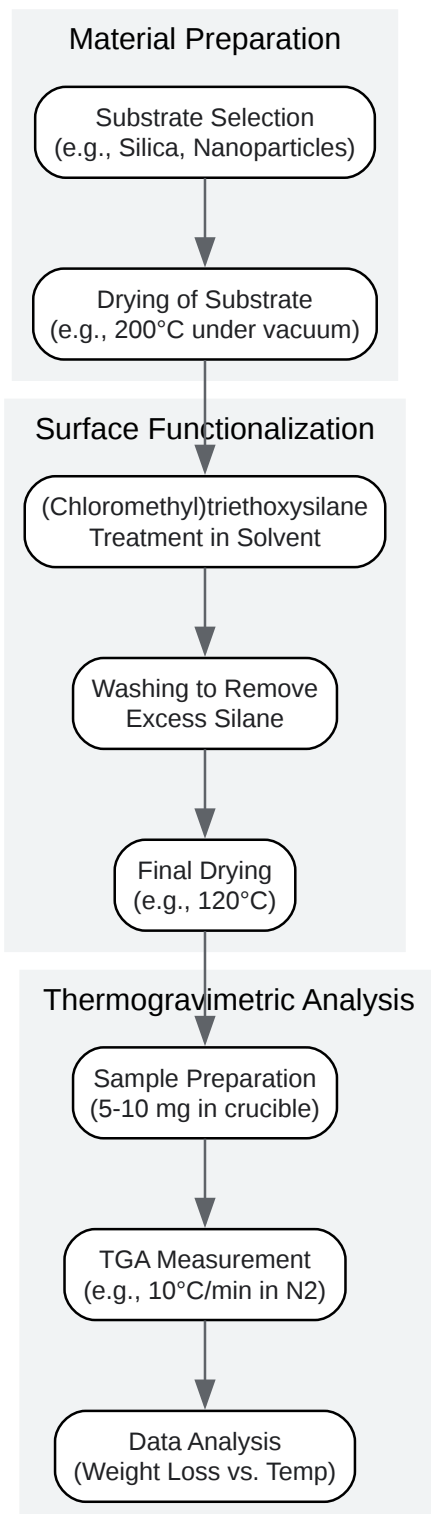 Material Preparation
Substrate Selection
(e.g., Silica, Nanoparticles)
Drying of Substrate
(e.g., 200°C under vacuum)
Surface Functionalization
(Chloromethyl)triethoxysilane
Treatment in Solvent
Washing to Remove
Excess Silane
Final Drying
(e.g., 120°C)
Thermogravimetric Analysis
Sample Preparation
(5-10 mg in crucible)
TGA Measurement
(e.g., 10°C/min in N2)
Data Analysis
(Weight Loss vs. Temp)